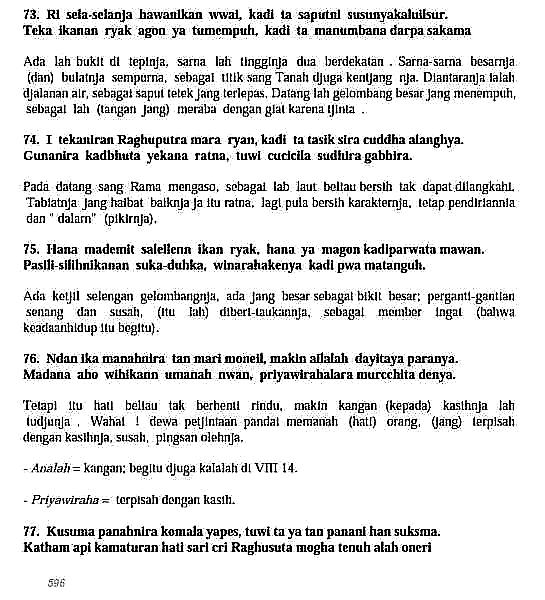 73. Ri sela-selanja hawanikan wwai, kadi ta saputni susunyakaluilsur.
Teka ikanan ryak agon ya tumempuh, kadi ta manumbana darpa sakama
Ada lah bukit di tepinja, sama lah tingginja dua berdekatan . Sama-sama besarnja
(dan) bulatnja sempurna, sebagai titik sang Tanah djuga kentjang nja. Diantaranja ialah
djalanan air, sebagai saput tetek jang terlepas, Datang lah gelombang besar jang menempuh,
sebagai lah (tangan jang) meraba dengan giat karena tjinta .
74. I tekaniran Raghuputra mara ryan, kadi ta tasik sira cuddha alanghya.
Gunanira kadbhuta yekana ratna, tuwi cucicila sudhira gabhira.
Pada datang sang Rama mengaso, sebagai lab laut beliau bersih tak dapat dilangkahi.
Tabiatnja jang haibat baiknja ja itu ratna, lagi pula bersih karakternja, tetap pendiriannia
dan " dalam" (pikirnja),
75. Hana mademit salellenn ikan ryak, hana ya magon kadiparwata mawan.
Pasili-silihnikanan suka-duhka, winarahakenya kadi pwa matanguh.
Ada ketjil selengan gelombangnja, ada jang besar sebagai bikit besar; perganti-gantian
senang dan susah, (itu lah) diberi-taukannja, sebagai member ingat (bahwa
keadaanhidup itu begitu).
76. Ndan ika manahnira tan mari moneil, makin allalah dayitaya paranya.
Madana aho wihikann umanah nwan, priyawirahalara murcchita denya.
Tetapi itu hati beliau tak berhenti rindu, makin kangan (kepada) kasihnja lah
tudjunja . Wahai ! dewa petjintaan pandai memanah (hati) orang, (jang) terpisah
dengan kasihnja, susah, pingsan olehnja.
- Analah = kangan; begitu djuga kalalah di VIII 14.
- Priyawiraha = terpisah dengan kasih.
77. Kusuma panahnira komala yapes, tuwi ta ya tan panani han suksma.
Katham api kamaturan hati sari cri Raghusuta mogha tenuh alah oneri
596